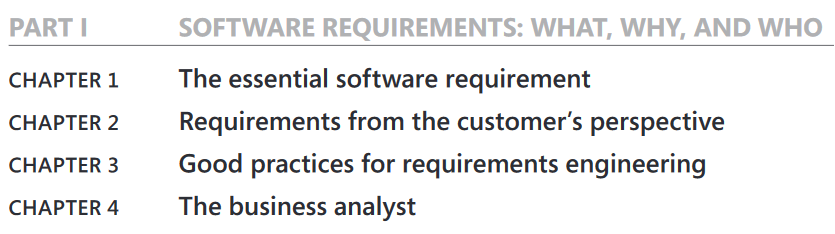 PART I SOFTWARE REQUIREMENTS: WHAT, WHY, AND WHO
CHAPTER 1 The essential software requirement
CHAPTER 2 Requirements from the customer’s perspective
CHAPTER 3 Good practices for requirements engineering
CHAPTER 4 The business analyst